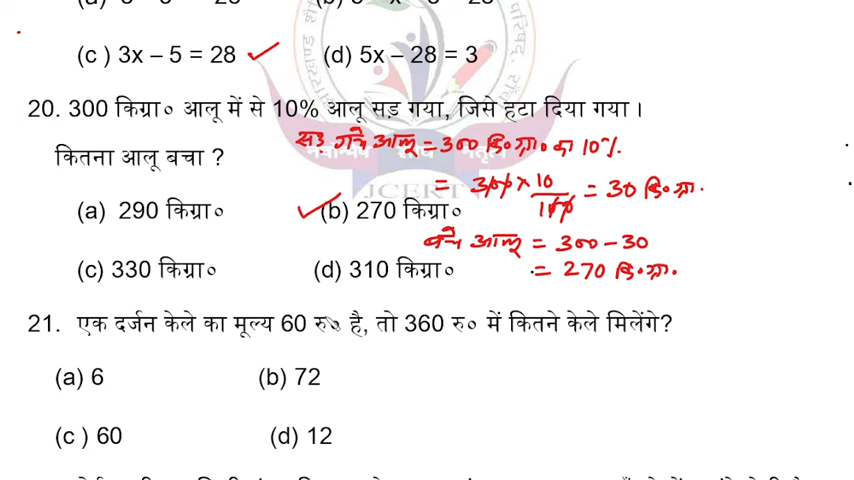 (c ) 3x – 5 = 28 (d) 5x – 28 = 3
20. 300 किग्रा० आलू में से 10% आलू सड़ गया, जिसे हटा दिया गया ।
सड़ गये आलू = 300 कि०ग्रा० का 10%.
कितना आलू बचा ?
= 300 × 10 / 100 = 30 कि०ग्रा.
JCERT
(a) 290 किग्रा० (b) 270 किग्रा०
बचे आलू = 300 – 30
(c) 330 किग्रा० (d) 310 किग्रा०
= 270 कि०ग्रा०
21. एक दर्जन केले का मूल्य 60 रु० है, तो 360 रु० में कितने केले मिलेंगे?
(a) 6 (b) 72
(c ) 60 (d) 12